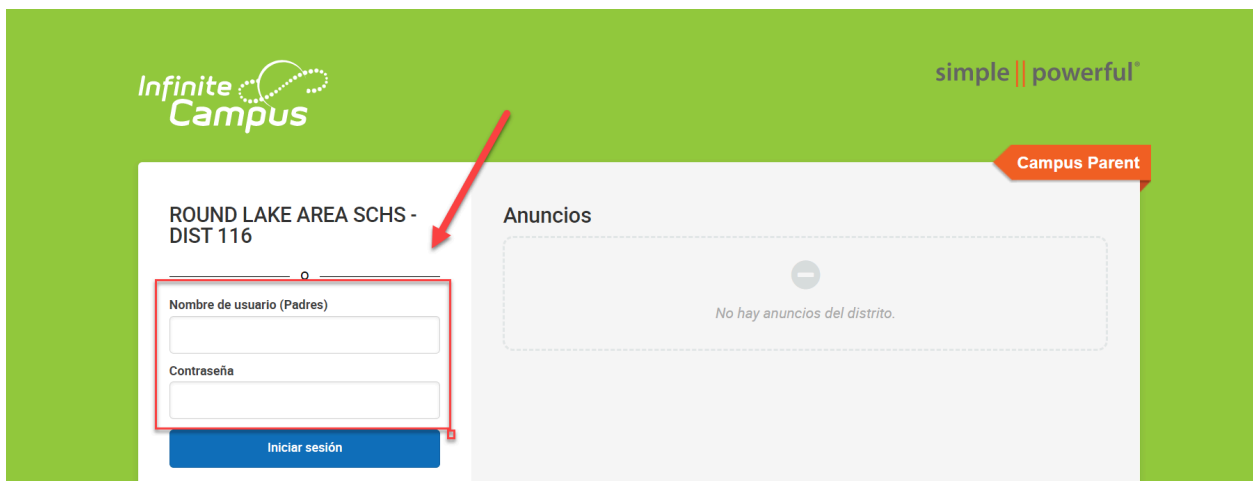 Infinite
Campus
simple || powerful®
Campus Parent
ROUND LAKE AREA SCHS -
DIST 116
o
Nombre de usuario (Padres)
Contraseña
Iniciar sesión
Anuncios
No hay anuncios del distrito.